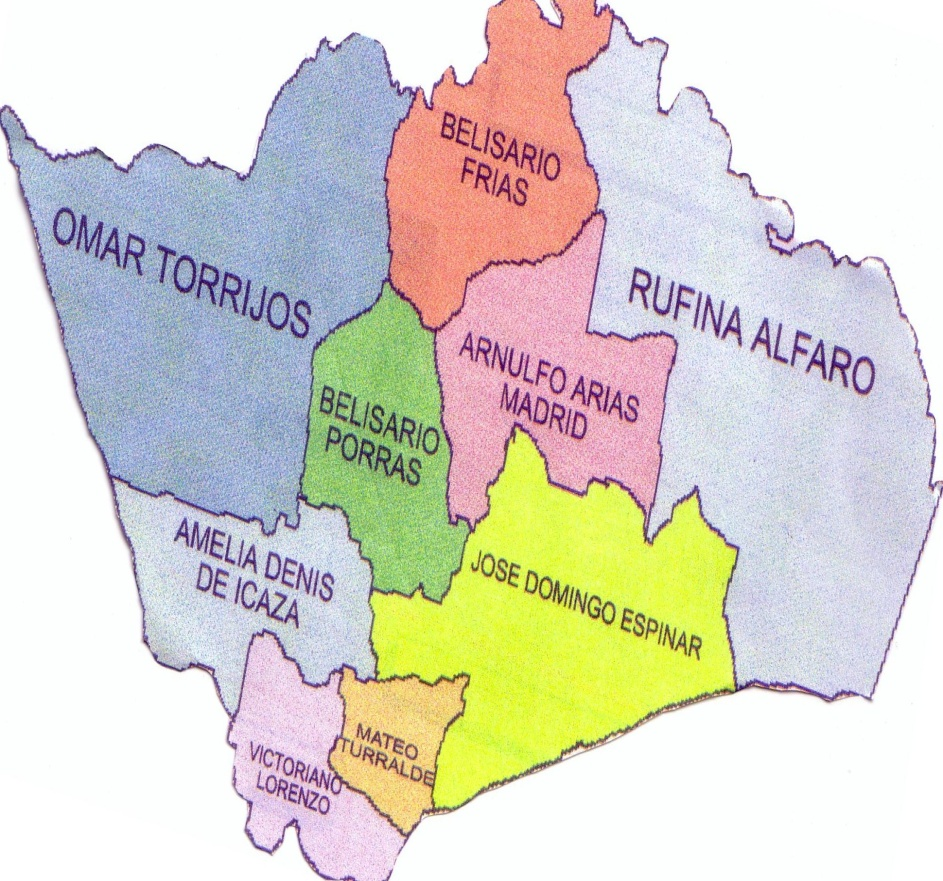 BELISARIO
FRIAS
OMAR TORRIJOS
RUFINA ALFARO
ARNULFO ARIAS
MADRID
BELISARIO
PORRAS
AMELIA DENIS
DE ICAZA
JOSE DOMINGO ESPINAR
MATEO
TURRALDE
VICTORIANO
LORENZO